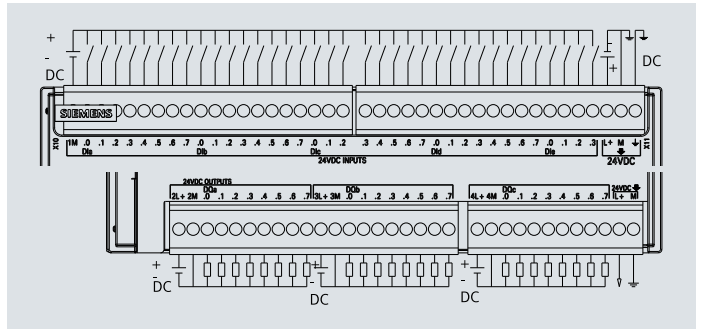 +
-
DC
-
+
DC
SIEMENS
X10
1M .0 .1 .2 .3 .4 .5 .6 .7 .0 .1 .2 .3 .4 .5 .6 .7 .0 .1 .2 .3 .4 .5 .6 .7 .0 .1 .2 .3 .4 .5 .6 .7 .0 .1 .2 .3 L+ M
X11
DIa DIb DIc DId DIe
24VDC INPUTS
24VDC
24VDC OUTPUTS
DQa DQb DQc 24VDC
2L+ 2M .0 .1 .2 .3 .4 .5 .6 .7 3L+ 3M .0 .1 .2 .3 .4 .5 .6 .7 4L+ 4M .0 .1 .2 .3 .4 .5 .6 .7 L+ M
+
-
DC
+
-
DC
+
-
DC